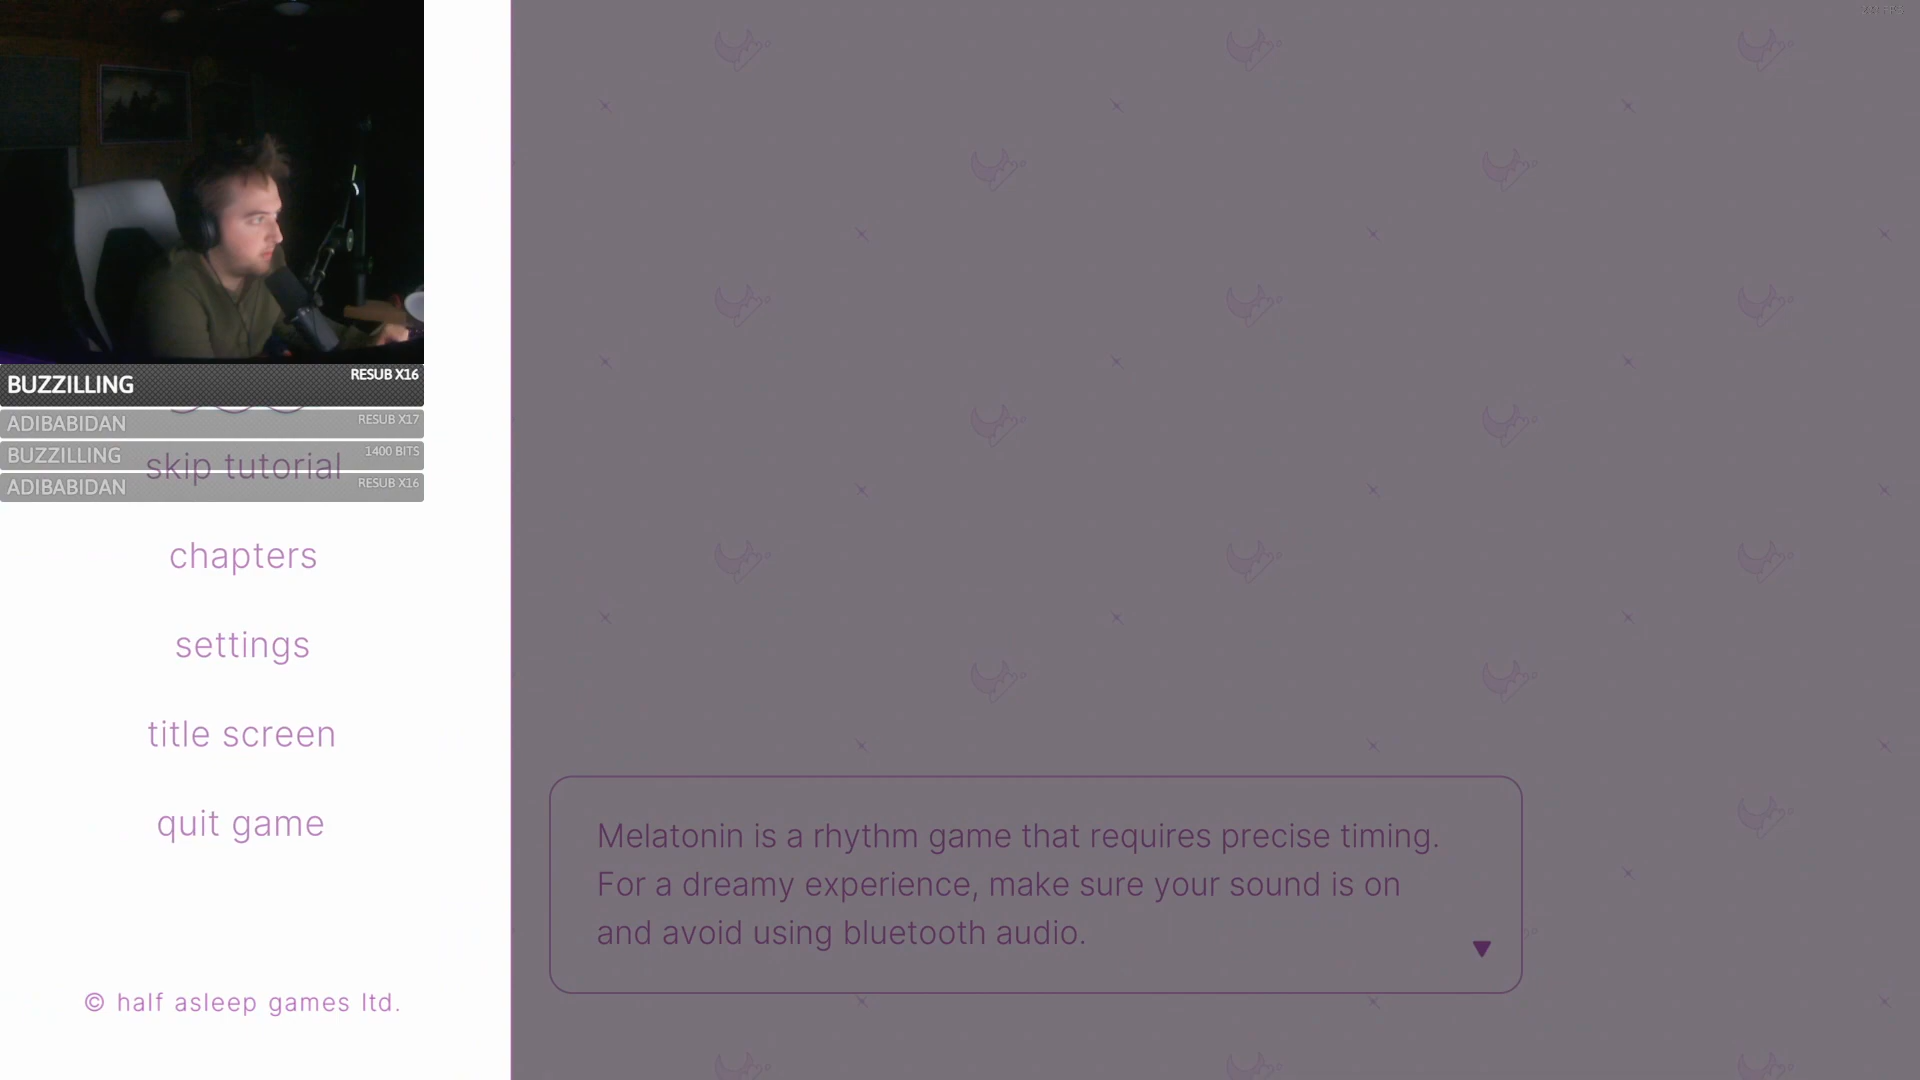 BUZZILLING RESUB X16
ADIBABIDAN RESUB X17
BUZZILLING 1400 BITS
skip tutorial
ADIBABIDAN RESUB X16
chapters
settings
title screen
quit game
Melatonin is a rhythm game that requires precise timing.
For a dreamy experience, make sure your sound is on
and avoid using bluetooth audio.
© half asleep games ltd.